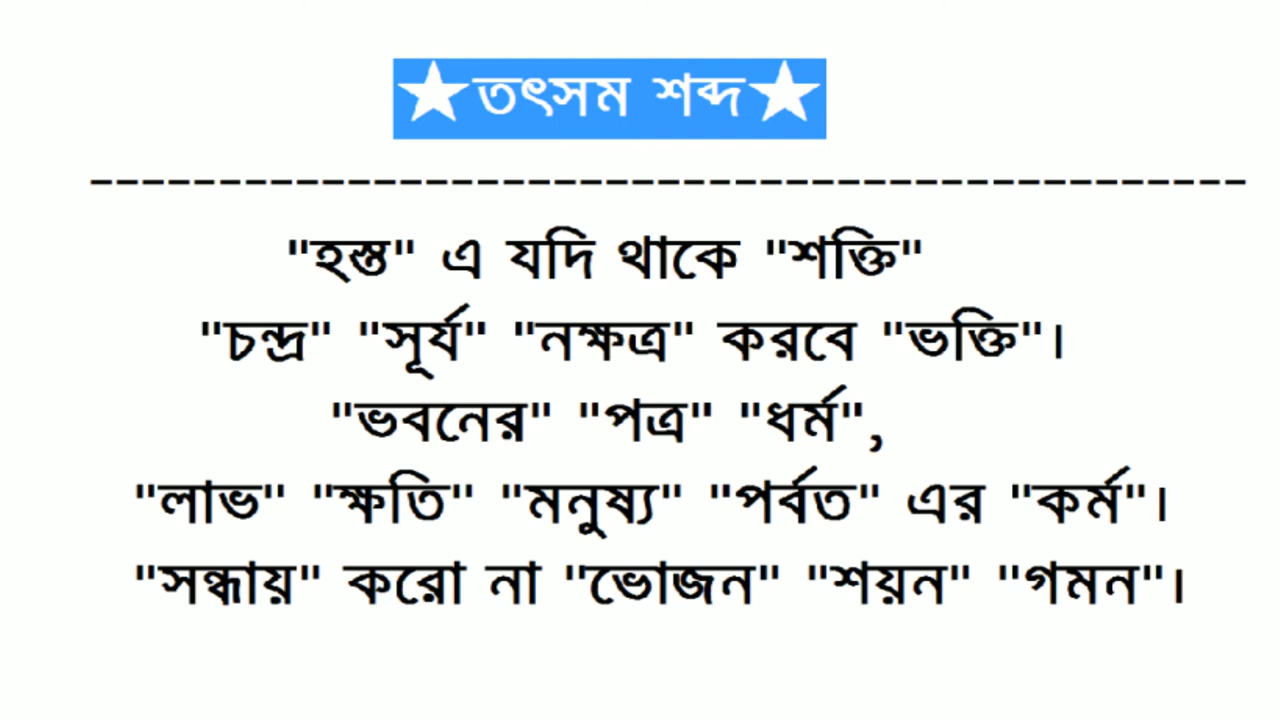 ★তৎসম শব্দ★
---------------------------------------------
"হস্ত" এ যদি থাকে "শক্তি"
"চন্দ্র" "সূর্য" "নক্ষত্র" করবে "ভক্তি"।
"ভবনের" "পত্র" "ধর্ম",
"লাভ" "ক্ষতি" "মনুষ্য" "পর্বত" এর "কর্ম"।
"সন্ধায়" করো না "ভোজন" "শয়ন" "গমন"।